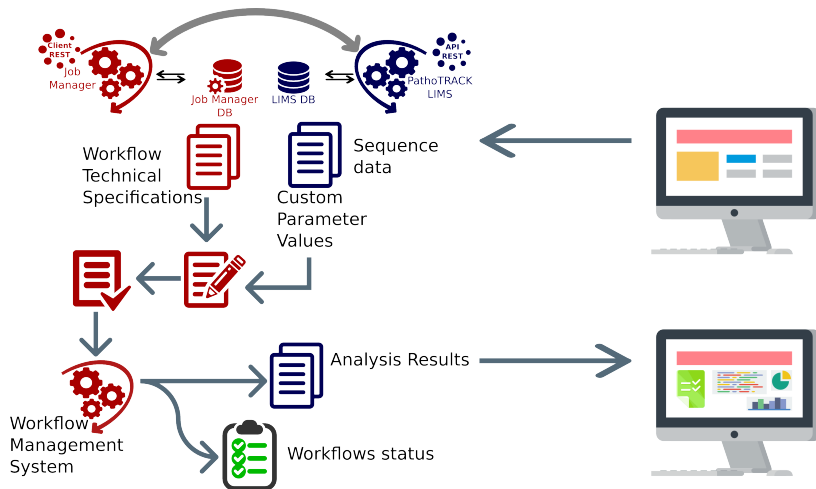 Client
REST
Job
Manager
Job Manager
DB
LIMS DB
API
REST
PathoTRACK
LIMS
Workflow
Technical
Specifications
Sequence
data
Custom
Parameter
Values
Analysis Results
Workflow
Management
System
Workflows status